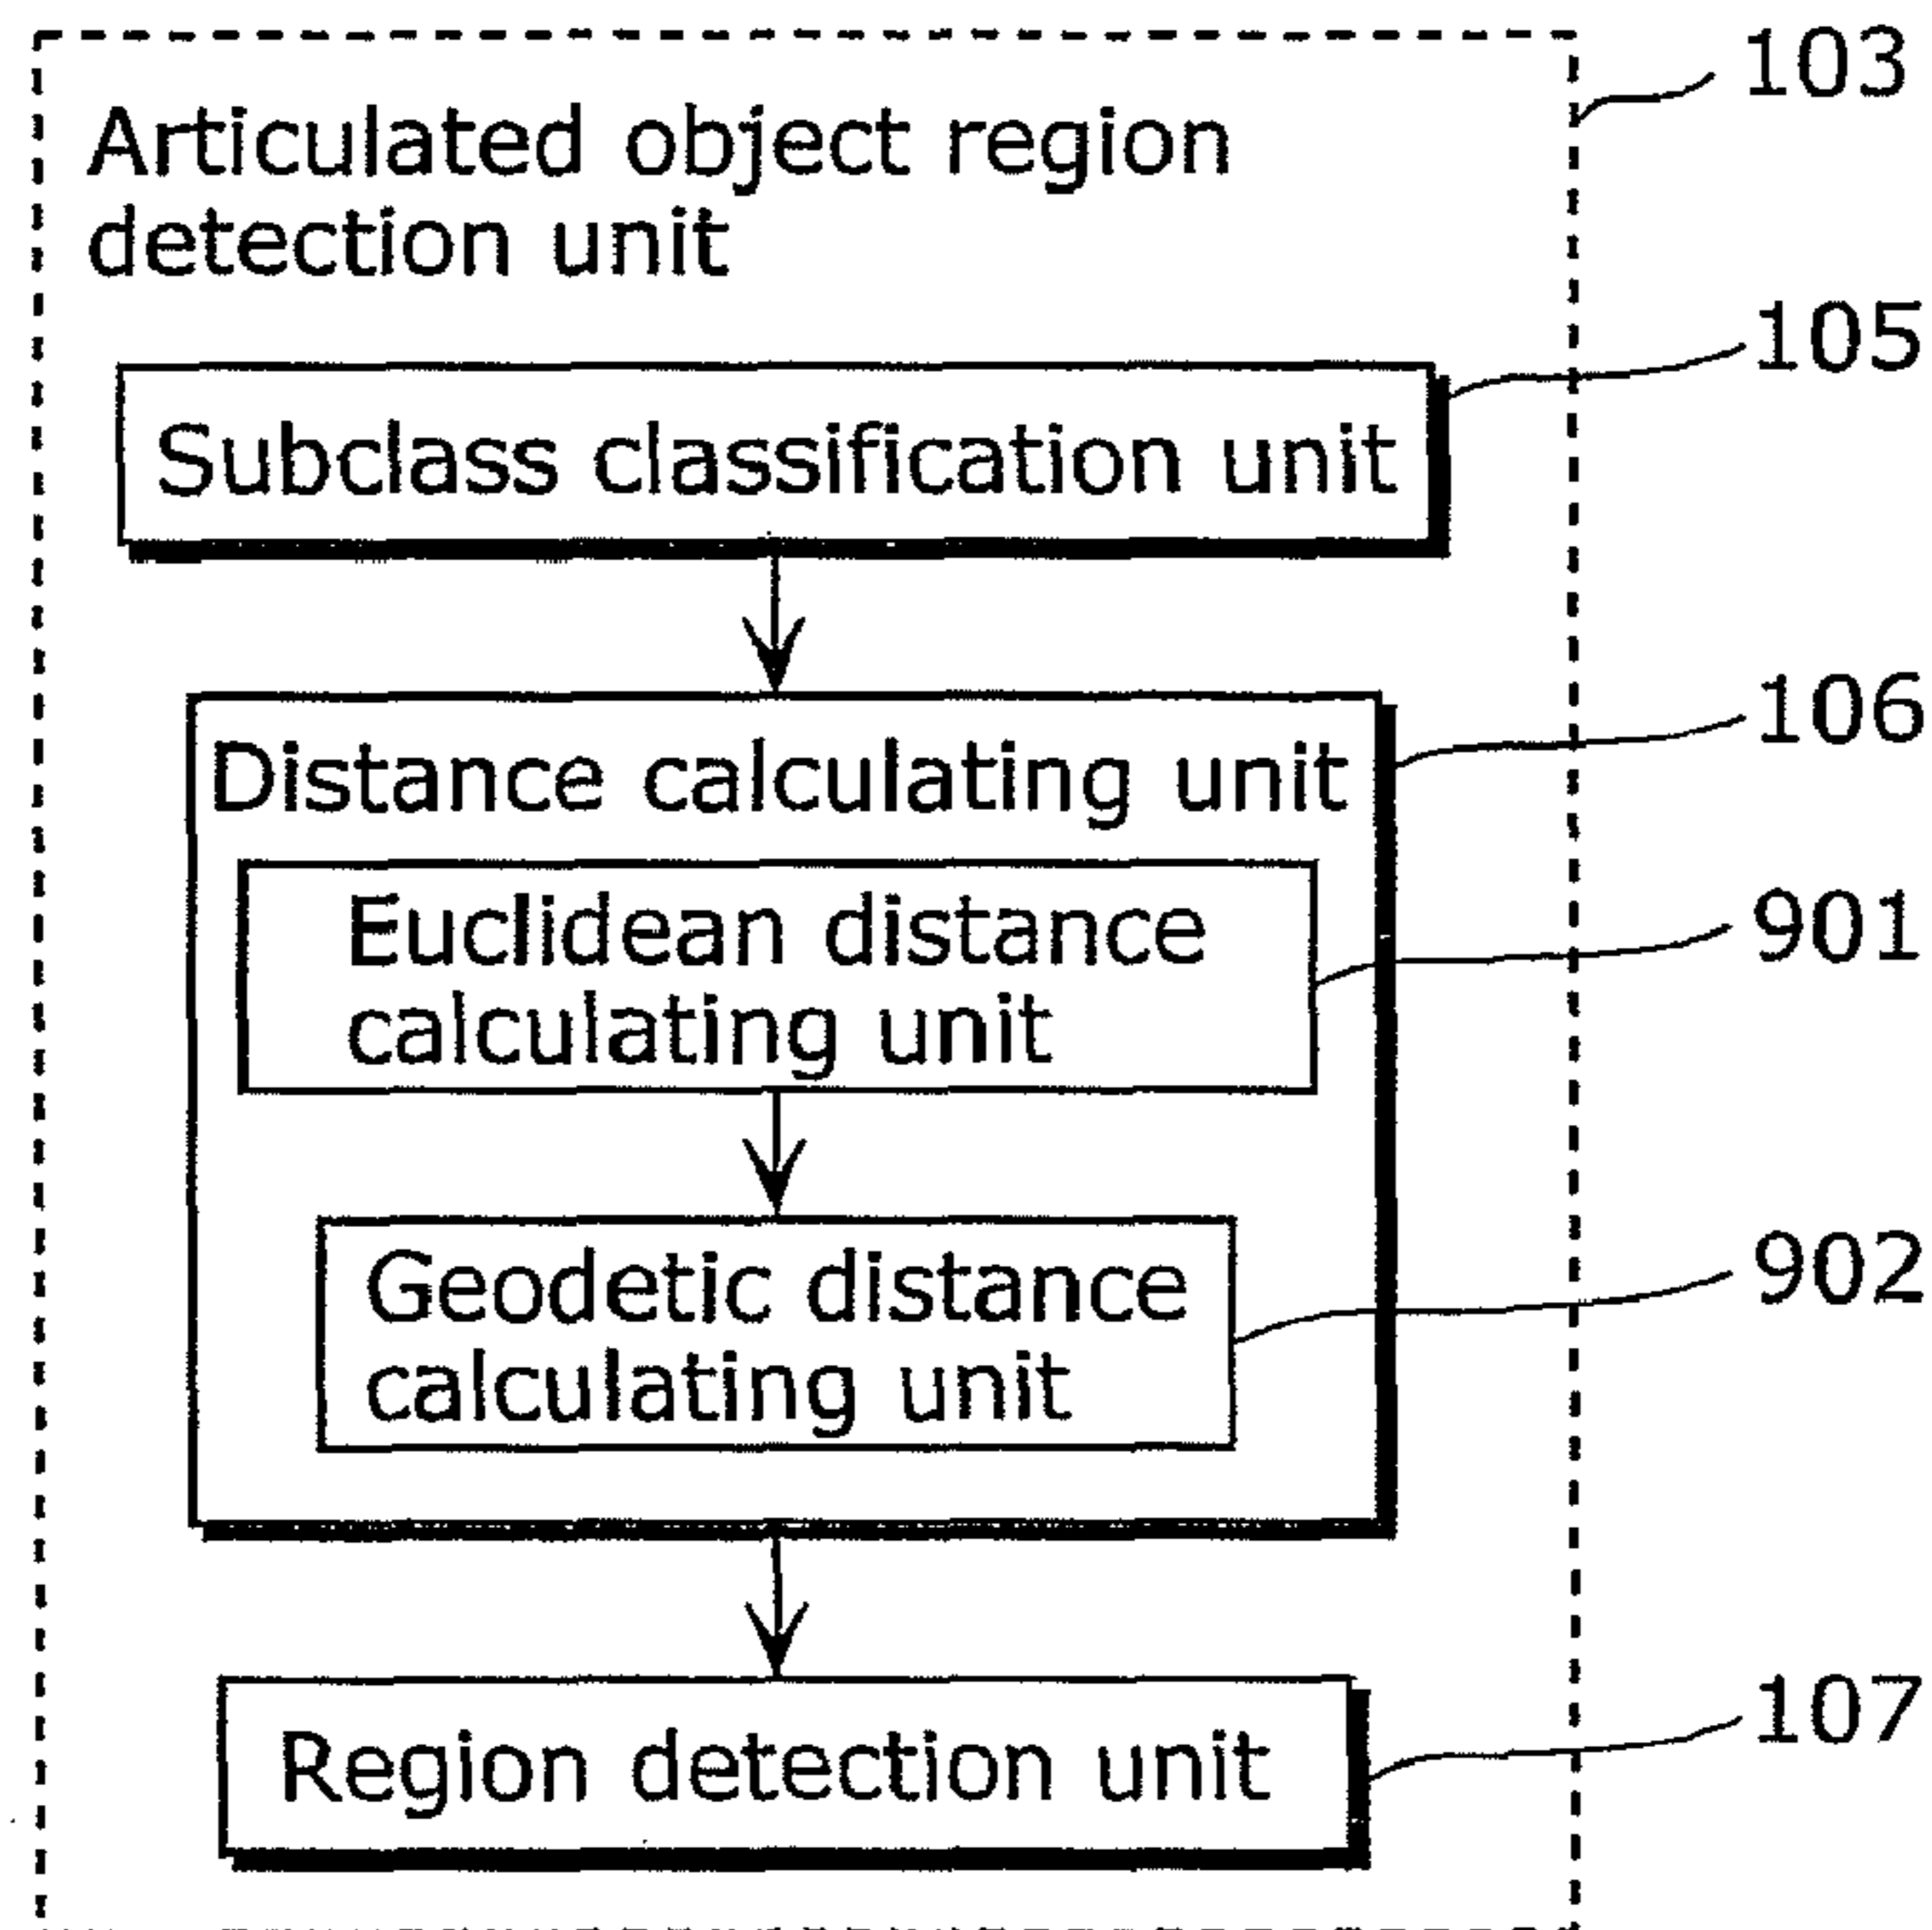 103
Articulated object region
detection unit
105
Subclass classification unit
106
Distance calculating unit
901
Euclidean distance
calculating unit
902
Geodetic distance
calculating unit
107
Region detection unit